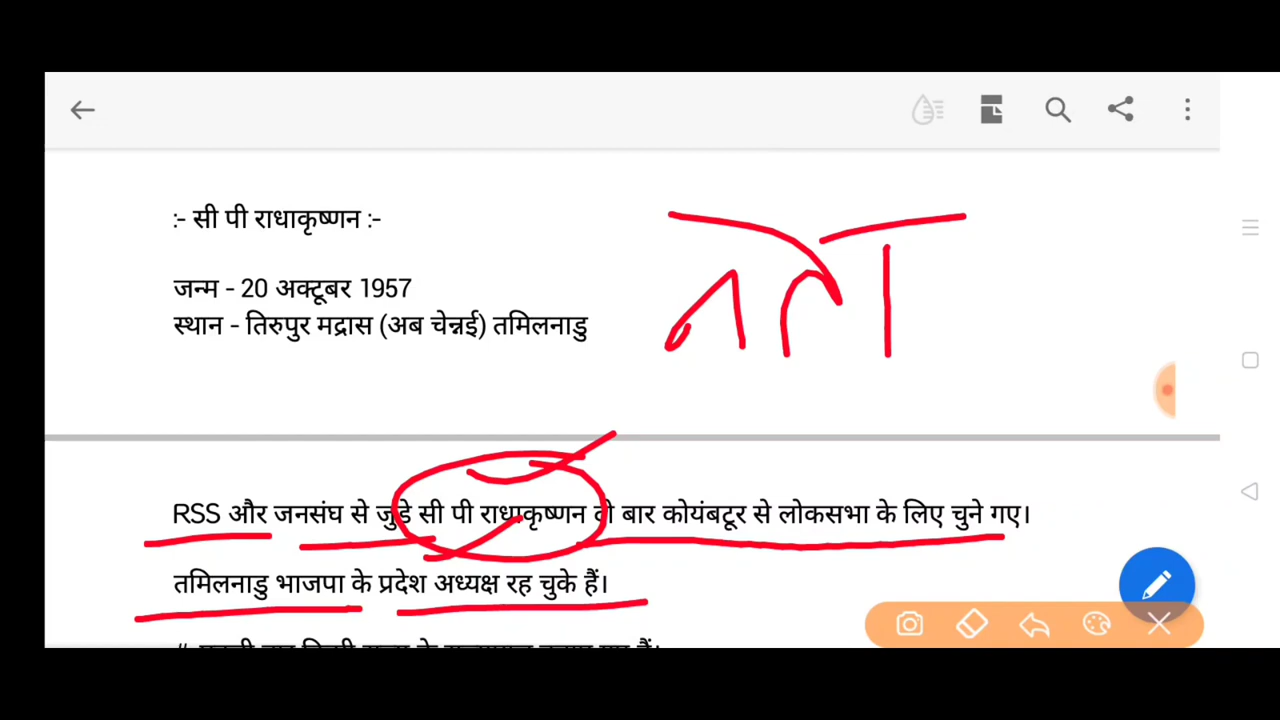 :- सी पी राधाकृष्णन :-
जन्म - 20 अक्टूबर 1957
स्थान - तिरुपुर मद्रास (अब चेन्नई) तमिलनाडु
RSS और जनसंघ से जुडे सी पी राधाकृष्णन दो बार कोयंबटूर से लोकसभा के लिए चुने गए।
तमिलनाडु भाजपा के प्रदेश अध्यक्ष रह चुके हैं।